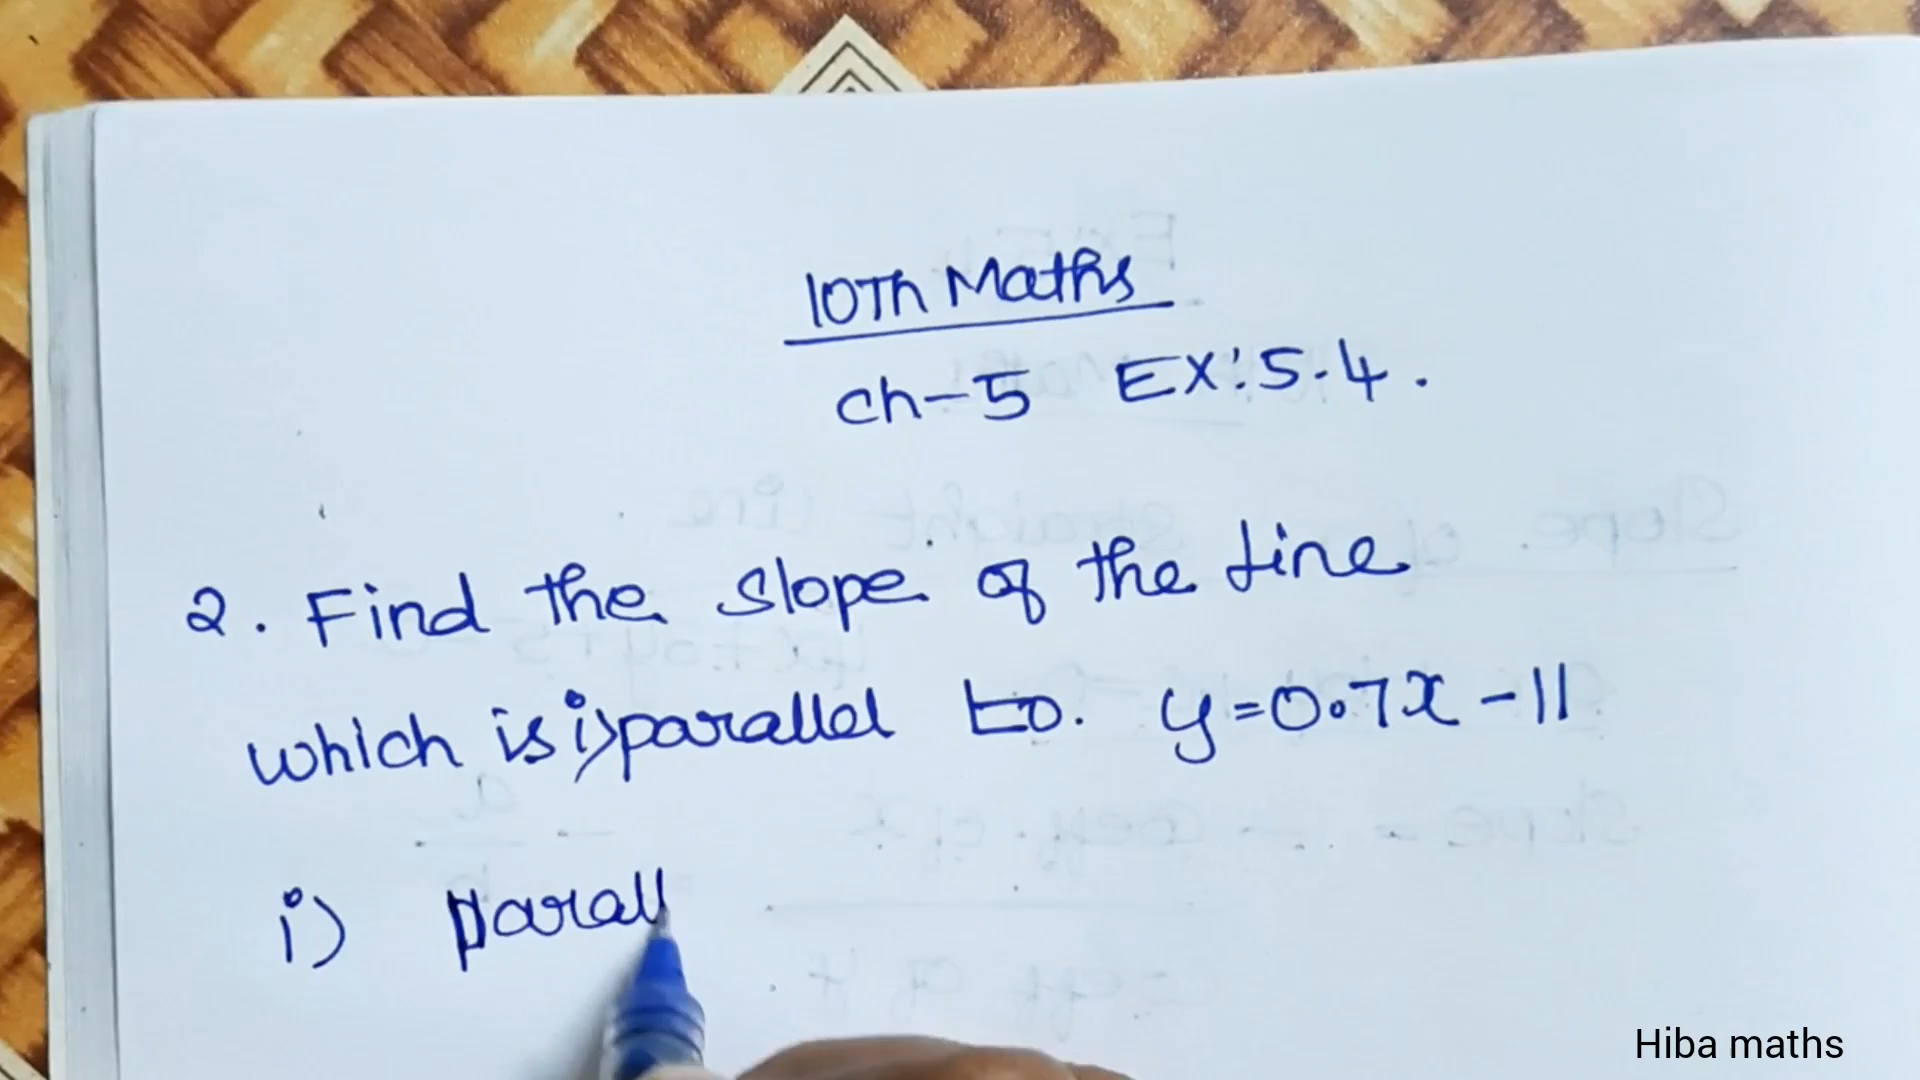 10Th Maths
Ch-5 EX:5.4.
2. Find the slope of the line
which is i) parallel to. y=0.7x-11
i) parall
Hiba maths